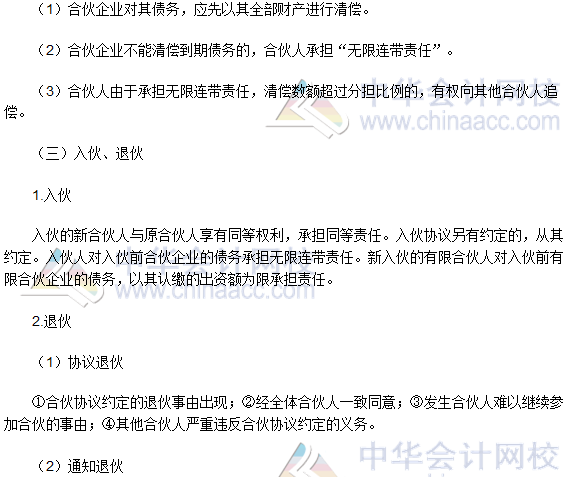 （1）合伙企业对其债务，应先以其全部财产进行清偿。
（2）合伙企业不能清偿到期债务的，合伙人承担“无限连带责任”。
（3）合伙人由于承担无限连带责任，清偿数额超过分担比例的，有权向其他合伙人追
偿。
中华会计网校
www.chinaacc.com
（三）入伙、退伙
1.入伙
入伙的新合伙人与原合伙人享有同等权利，承担同等责任。入伙协议另有约定的，从其
约定。入伙人对入伙前合伙企业的债务承担无限连带责任。新入伙的有限合伙人对入伙前有
限合伙企业的债务，以其认缴的出资额为限承担责任。
中华会计网校
www.chinaacc.com
2.退伙
（1）协议退伙
①合伙协议约定的退伙事由出现；②经全体合伙人一致同意；③发生合伙人难以继续参
加合伙的事由；④其他合伙人严重违反合伙协议约定的义务。
（2）通知退伙
中华会计网校